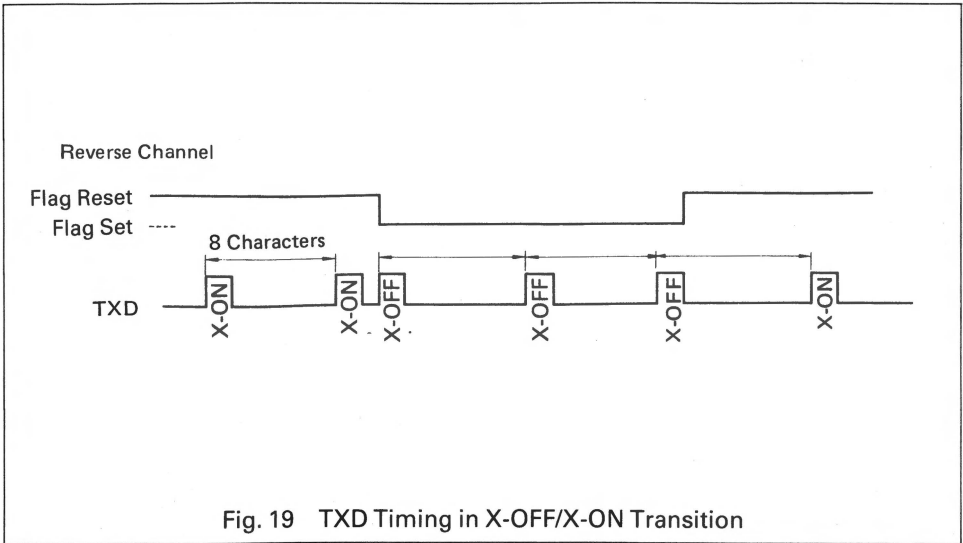 Reverse Channel
Flag Reset
Flag Set ----
8 Characters
TXD
X-ON
X-ON
X-OFF
X-OFF
X-OFF
X-ON
Fig. 19 TXD Timing in X-OFF/X-ON Transition